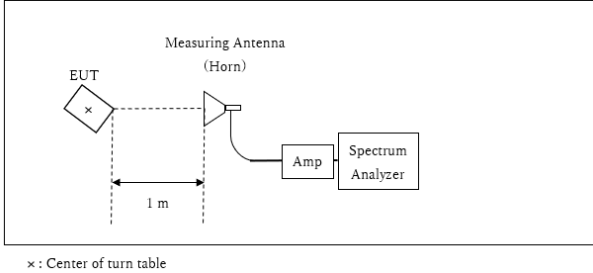 Measuring Antenna
(Horn)
EUT
×
Amp
Spectrum
Analyzer
1 m
× : Center of turn table